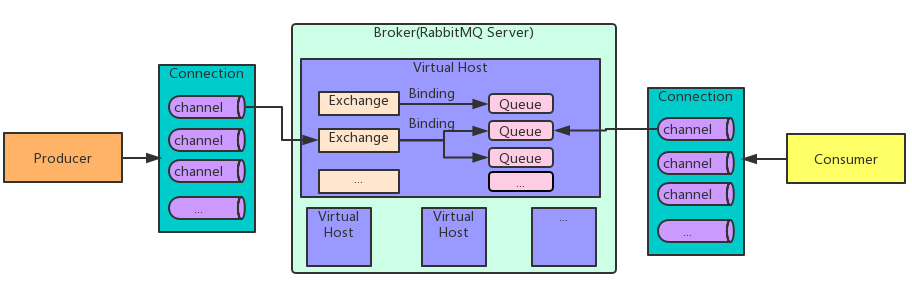 Broker(RabbitMQ Server)
Virtual Host
Connection
channel
channel
channel
...
Producer
Exchange
Binding
Queue
Exchange
Binding
Queue
Queue
...
...
Virtual
Host
Virtual
Host
...
Connection
channel
channel
channel
...
Consumer